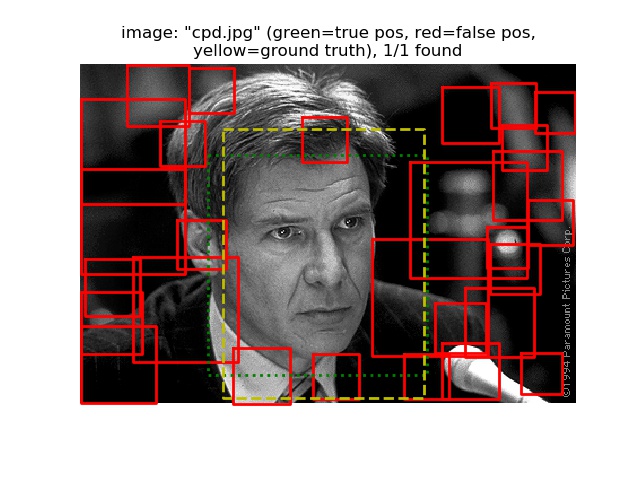 image: "cpd.jpg" (green=true pos, red=false pos,
yellow=ground truth), 1/1 found
©1994 Paramount Pictures Corp.